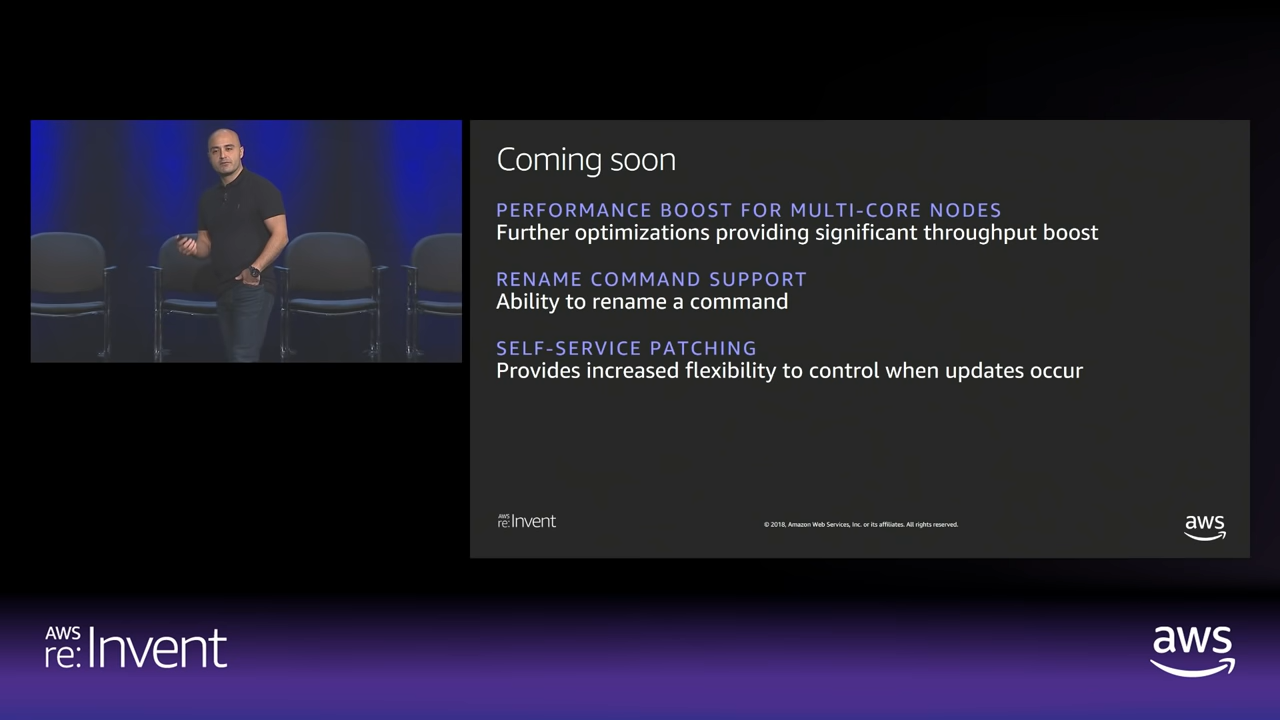 Coming soon
PERFORMANCE BOOST FOR MULTI-CORE NODES
Further optimizations providing significant throughput boost
RENAME COMMAND SUPPORT
Ability to rename a command
SELF-SERVICE PATCHING
Provides increased flexibility to control when updates occur
AWS
re:Invent
© 2018, Amazon Web Services, Inc. or its affiliates. All rights reserved.
aws
AWS
re:Invent
aws